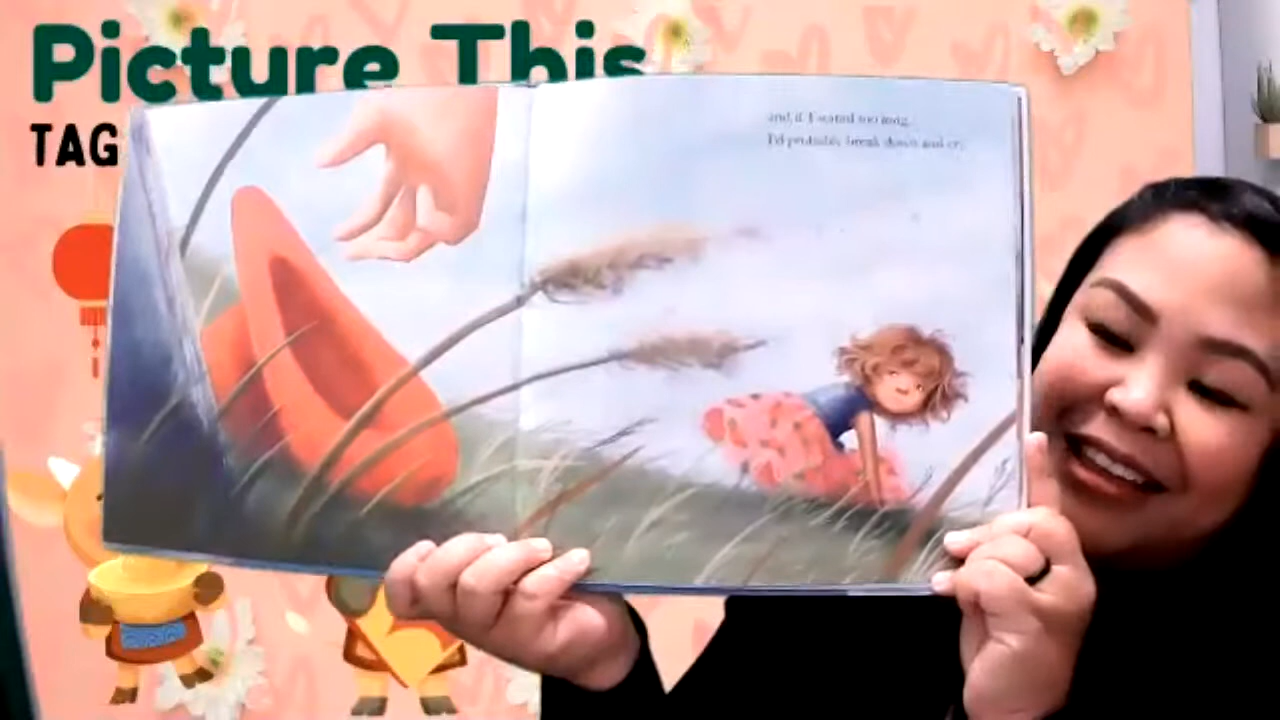 Picture This
TAG
and if I waited too long,
I'd probably break down and cry.